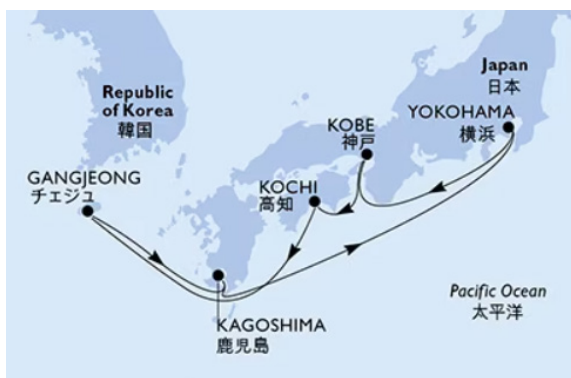 Republic
of Korea
韓国
Japan
日本
YOKOHAMA
横浜
KOBE
神戸
GANGJEONG
チェジュ
KOCHI
高知
KAGOSHIMA
鹿児島
Pacific Ocean
太平洋